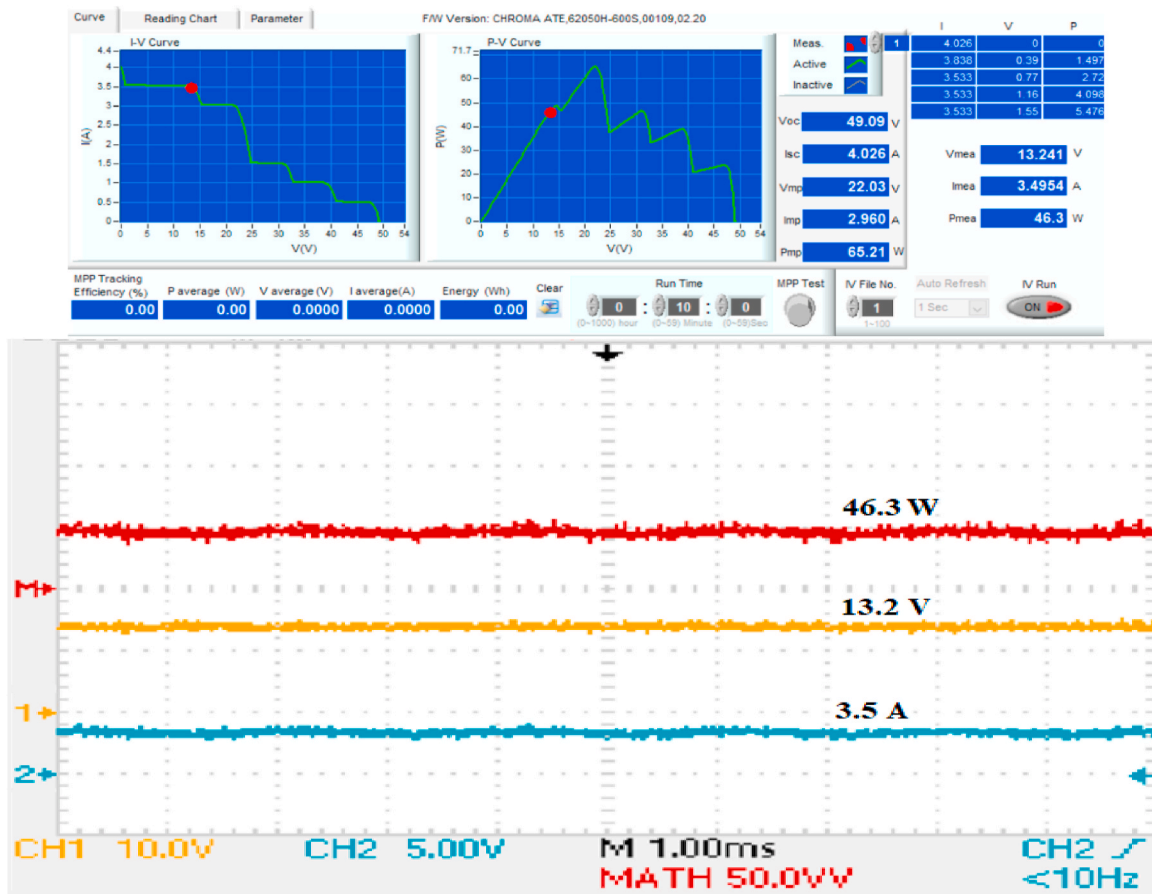 Curve Reading Chart Parameter F/W Version: CHROMA ATE,62050H-600S,00109,02.20
I-V Curve
4.4
4
3.5
3
2.5
2
1.5
1
0.5
0
I(A)
0 5 10 15 20 25 30 35 40 45 50 54
V(V)
P-V Curve
71.7
60
50
40
30
20
10
0
P(W)
0 5 10 15 20 25 30 35 40 45 50 54
V(V)
Meas. 1
Active
Inactive
Voc 49.09 V
Isc 4.026 A
Vmp 22.03 V
Imp 2.960 A
Pmp 65.21 W
I V P
4.026 0 0
3.838 0.39 1.497
3.533 0.77 2.72
3.533 1.16 4.098
3.533 1.55 5.476
Vmea 13.241 V
Imea 3.4954 A
Pmea 46.3 W
MPP Tracking
Efficiency (%) P average (W) V average (V) I average(A) Energy (Wh) Clear
0.00 0.00 0.0000 0.0000 0.00
Run Time
0 : 10 : 0
(0~1000) hour (0~59) Minute (0~59)Sec
MPP Test
IV File No.
1
1~100
Auto Refresh
1 Sec
IV Run
ON
46.3 W
M
13.2 V
1
3.5 A
2
CH1 10.0V CH2 5.00V M 1.00ms CH2
MATH 50.0VV <10Hz